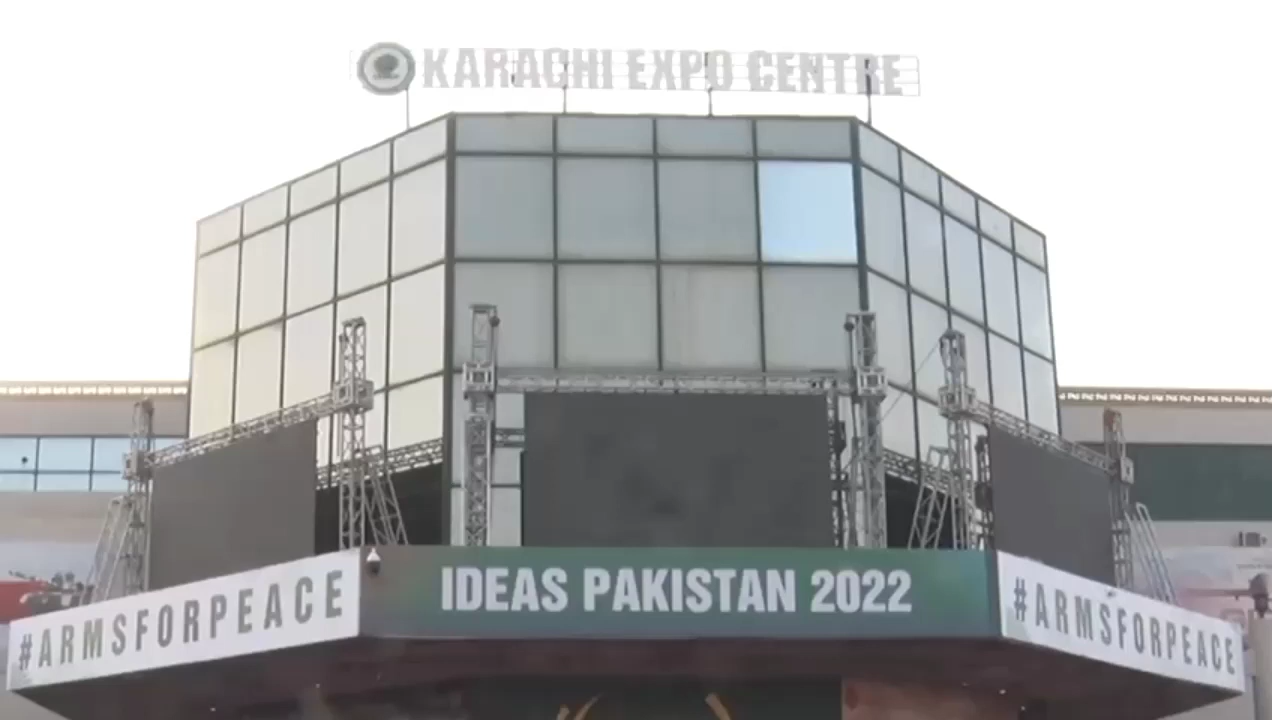 KARACHI EXPO CENTRE
#ARMSFORPEACE
IDEAS PAKISTAN 2022
#ARMSFORPEACE